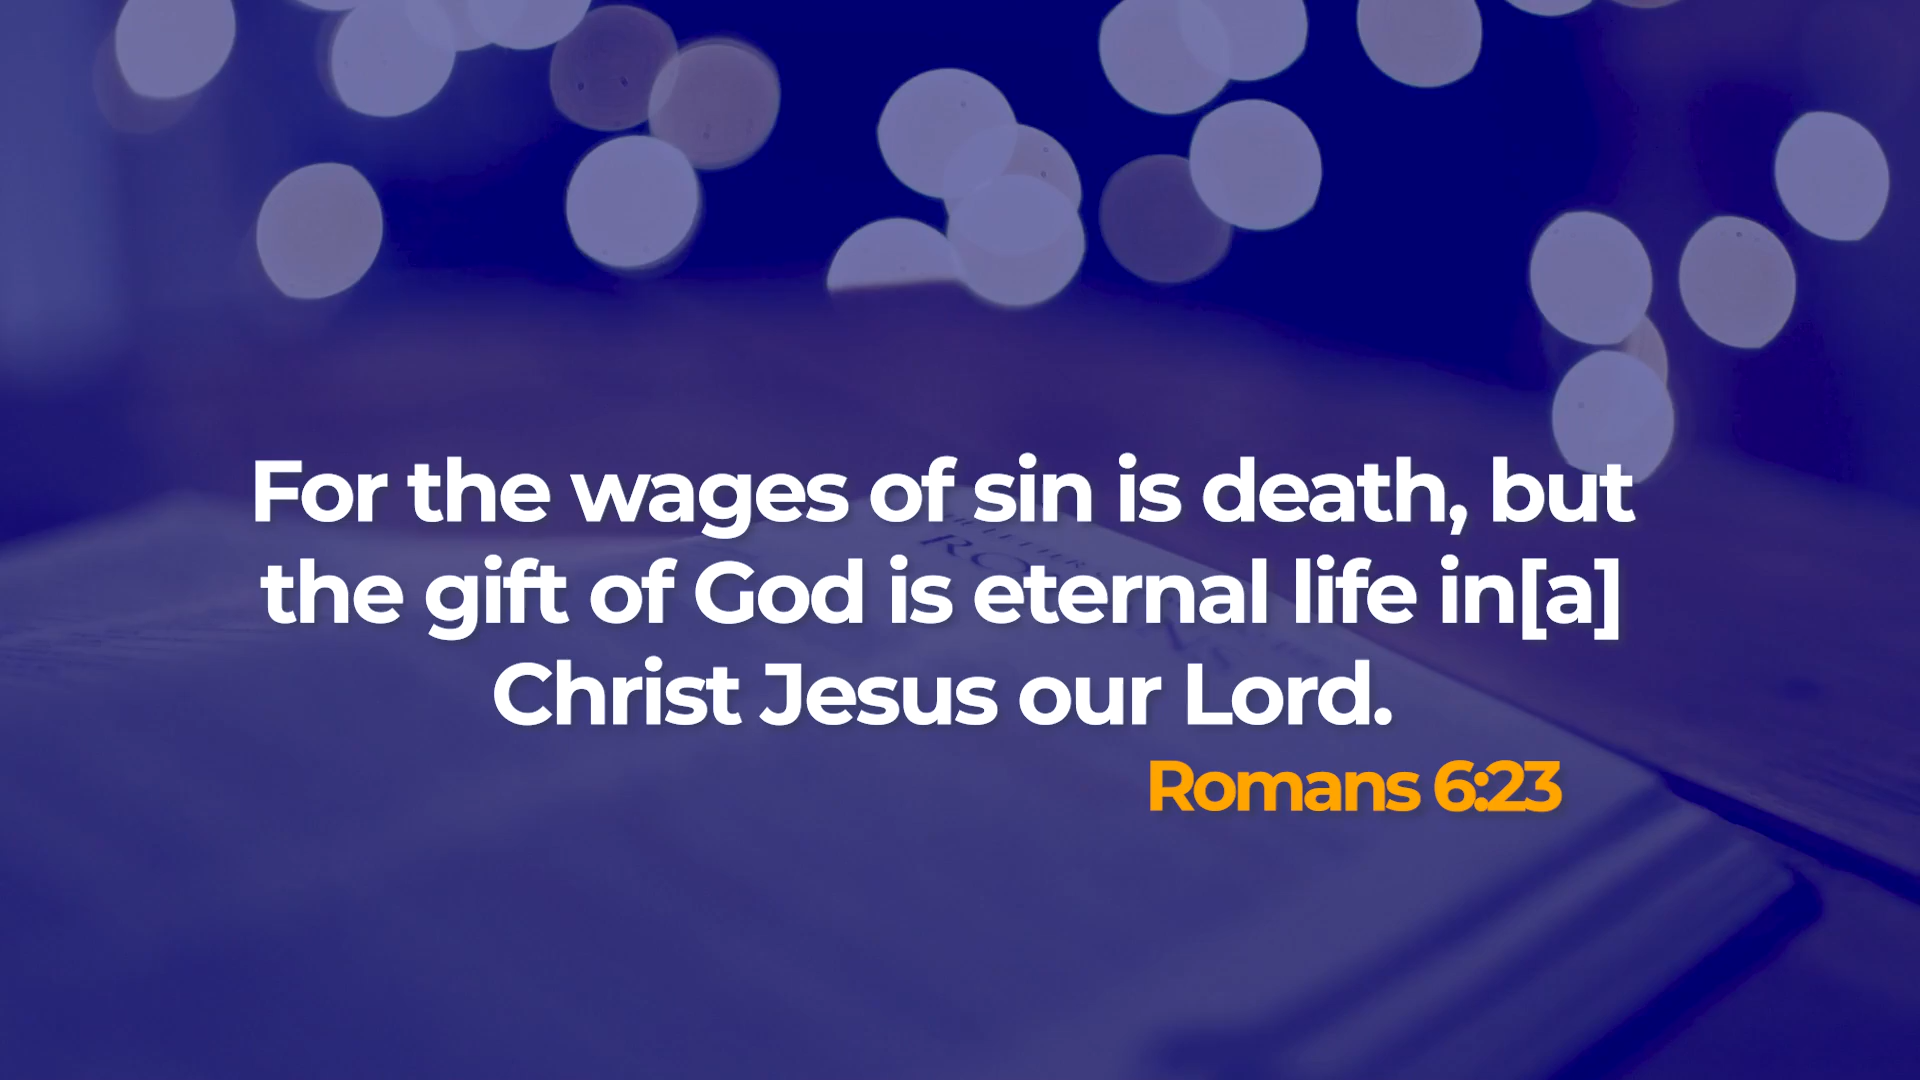 For the wages of sin is death, but
the gift of God is eternal life in[a]
Christ Jesus our Lord.
Romans 6:23